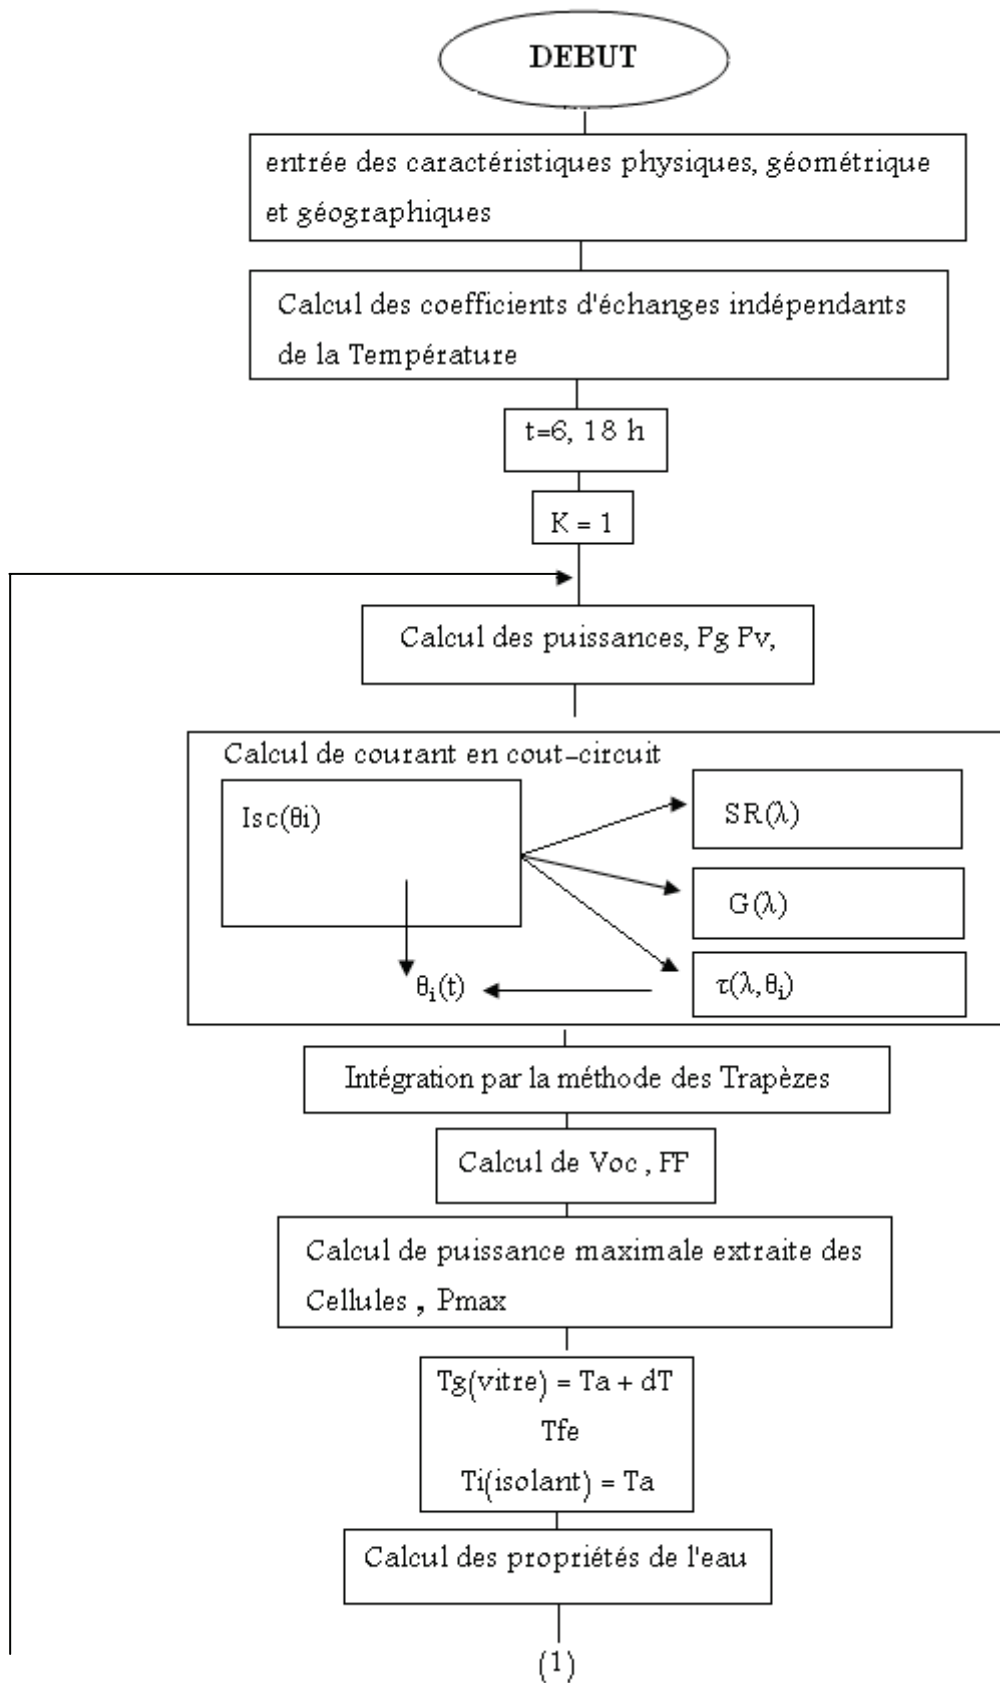 DEBUT
entrée des caractéristiques physiques, géométrique
et géographiques
Calcul des coefficients d'échanges indépendants
de la Température
t=6, 18 h
K = 1
Calcul des puissances, Pg Pv,
Calcul de courant en cout-circuit
Isc(θi)
SR(λ)
G(λ)
θi(t)
τ(λ,θi)
Intégration par la méthode des Trapèzes
Calcul de Voc , FF
Calcul de puissance maximale extraite des
Cellules , Pmax
Tg(vitre) = Ta + dT
Tfe
Ti(isolant) = Ta
Calcul des propriétés de l'eau
(1)